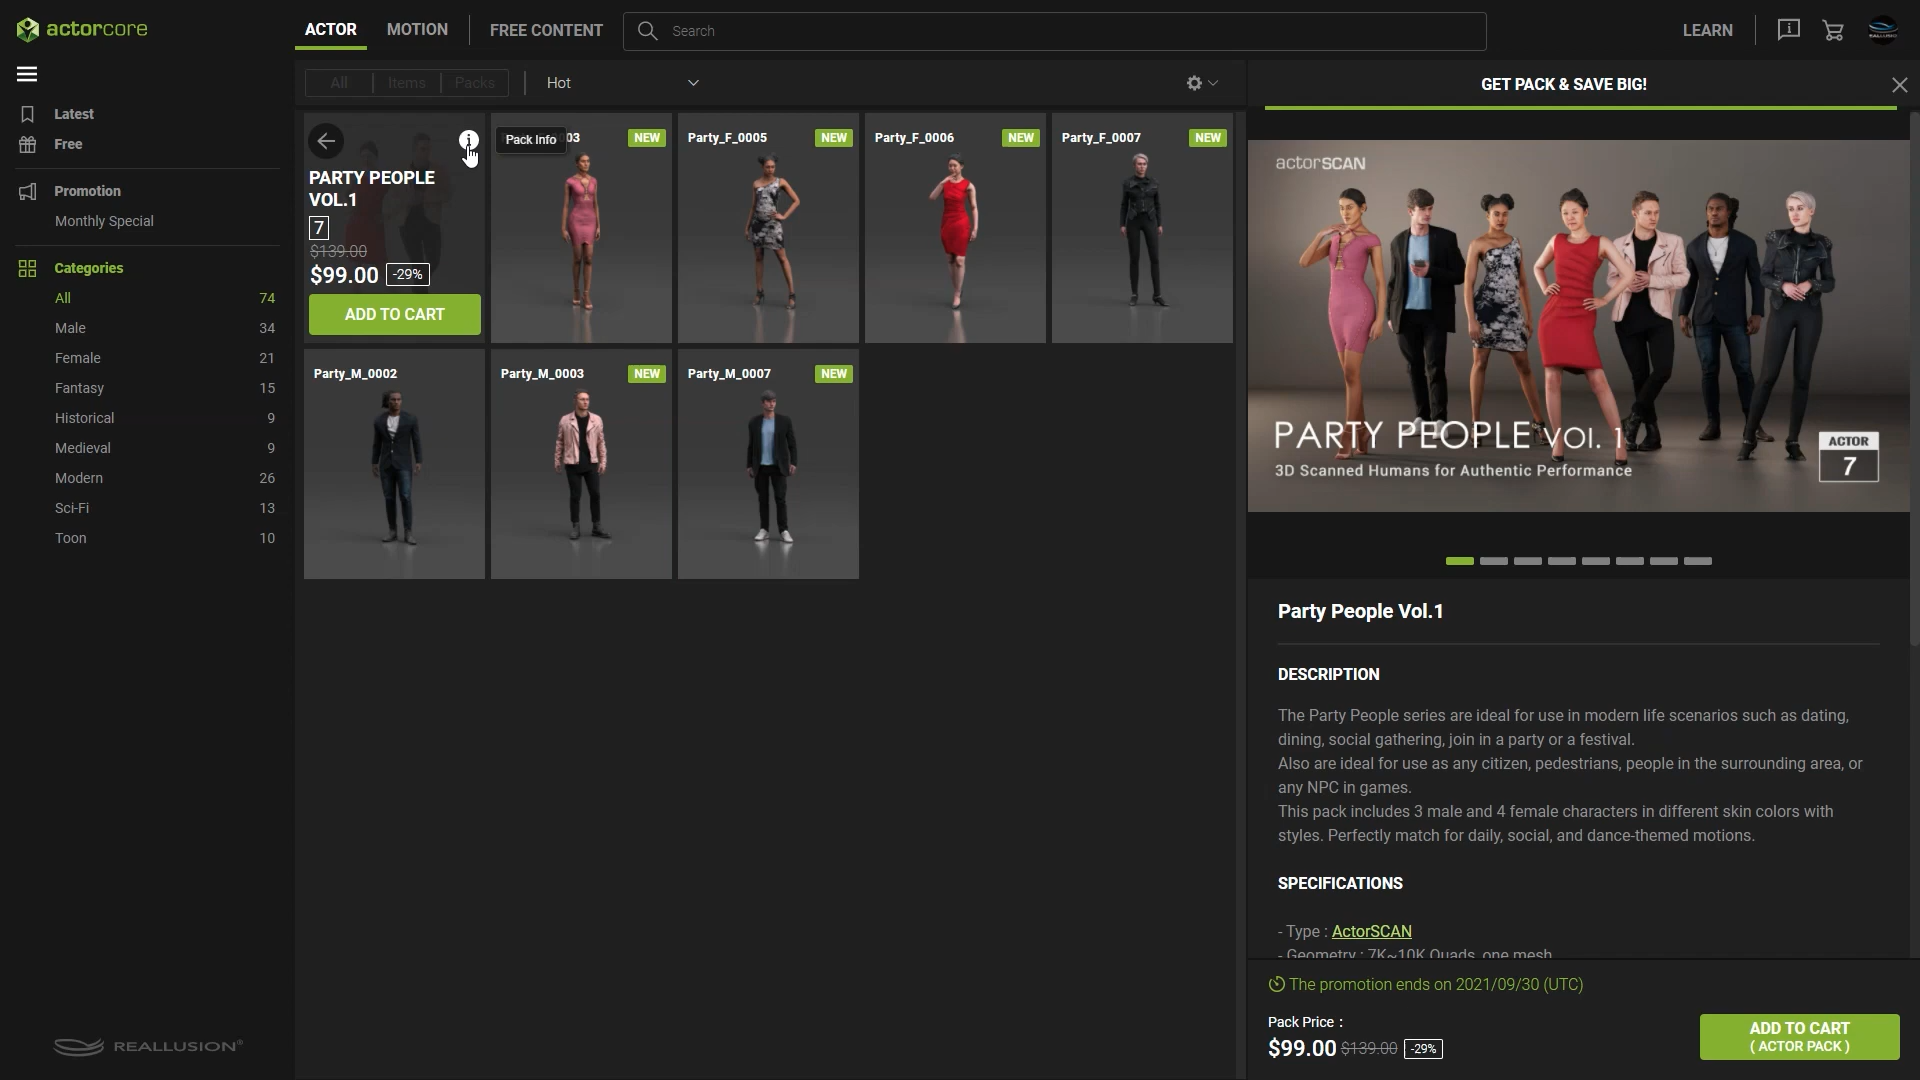 actorcore
ACTOR
MOTION
FREE CONTENT
Search
LEARN
All
Items
Packs
Hot
GET PACK & SAVE BIG!
Latest
Free
Promotion
Monthly Special
Categories
All 74
Male 34
Female 21
Fantasy 15
Historical 9
Medieval 9
Modern 26
Sci-Fi 13
Toon 10
REALLUSION®
PARTY PEOPLE
VOL.1
7
$139.00
$99.00 -29%
ADD TO CART
Pack Info
03
NEW
Party_F_0005
NEW
Party_F_0006
NEW
Party_F_0007
NEW
Party_M_0002
Party_M_0003
NEW
Party_M_0007
NEW
actorSCAN
PARTY PEOPLE VOl. 1
3D Scanned Humans for Authentic Performance
ACTOR
7
Party People Vol.1
DESCRIPTION
The Party People series are ideal for use in modern life scenarios such as dating,
dining, social gathering, join in a party or a festival.
Also are ideal for use as any citizen, pedestrians, people in the surrounding area, or
any NPC in games.
This pack includes 3 male and 4 female characters in different skin colors with
styles. Perfectly match for daily, social, and dance-themed motions.
SPECIFICATIONS
- Type : ActorSCAN
- Geometry : 7K~10K Quads, one mesh
The promotion ends on 2021/09/30 (UTC)
Pack Price :
$99.00 $139.00 -29%
ADD TO CART
( ACTOR PACK )